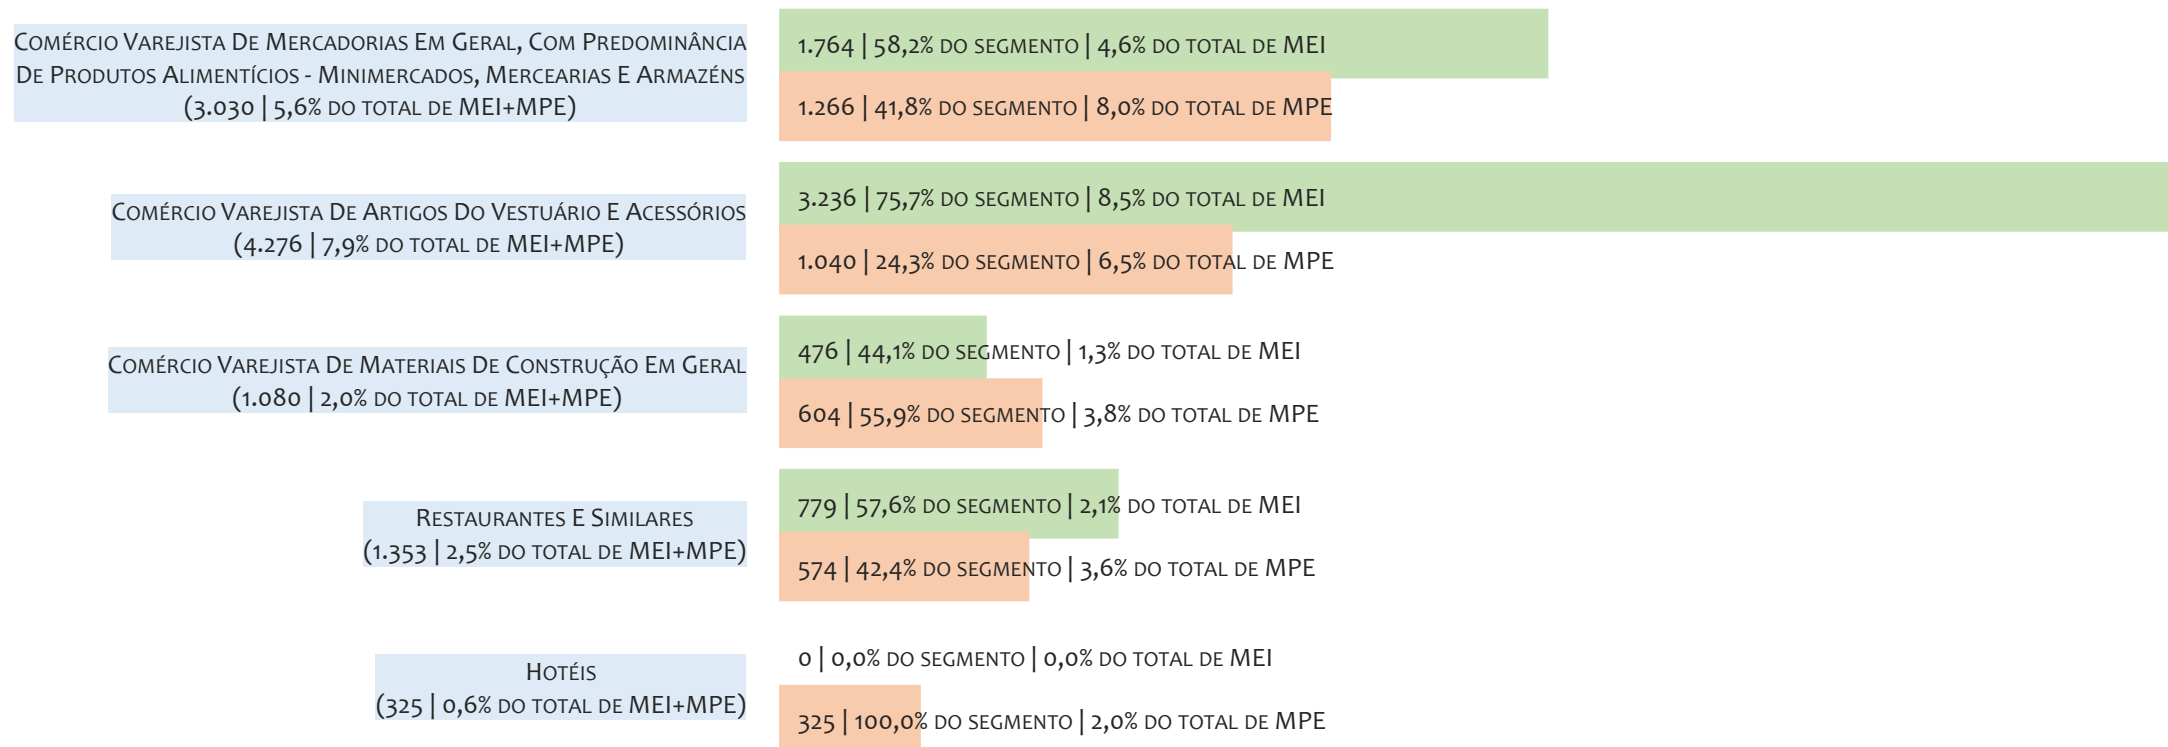 Comércio Varejista De Mercadorias Em Geral, Com Predominância
De Produtos Alimentícios - Minimercados, Mercearias E Armazéns
(3.030 | 5,6% do total de MEI+MPE)
1.764 | 58,2% do segmento | 4,6% do total de MEI
1.266 | 41,8% do segmento | 8,0% do total de MPE
Comércio Varejista De Artigos Do Vestuário E Acessórios
(4.276 | 7,9% do total de MEI+MPE)
3.236 | 75,7% do segmento | 8,5% do total de MEI
1.040 | 24,3% do segmento | 6,5% do total de MPE
Comércio Varejista De Materiais De Construção Em Geral
(1.080 | 2,0% do total de MEI+MPE)
476 | 44,1% do segmento | 1,3% do total de MEI
604 | 55,9% do segmento | 3,8% do total de MPE
Restaurantes E Similares
(1.353 | 2,5% do total de MEI+MPE)
779 | 57,6% do segmento | 2,1% do total de MEI
574 | 42,4% do segmento | 3,6% do total de MPE
Hotéis
(325 | 0,6% do total de MEI+MPE)
0 | 0,0% do segmento | 0,0% do total de MEI
325 | 100,0% do segmento | 2,0% do total de MPE